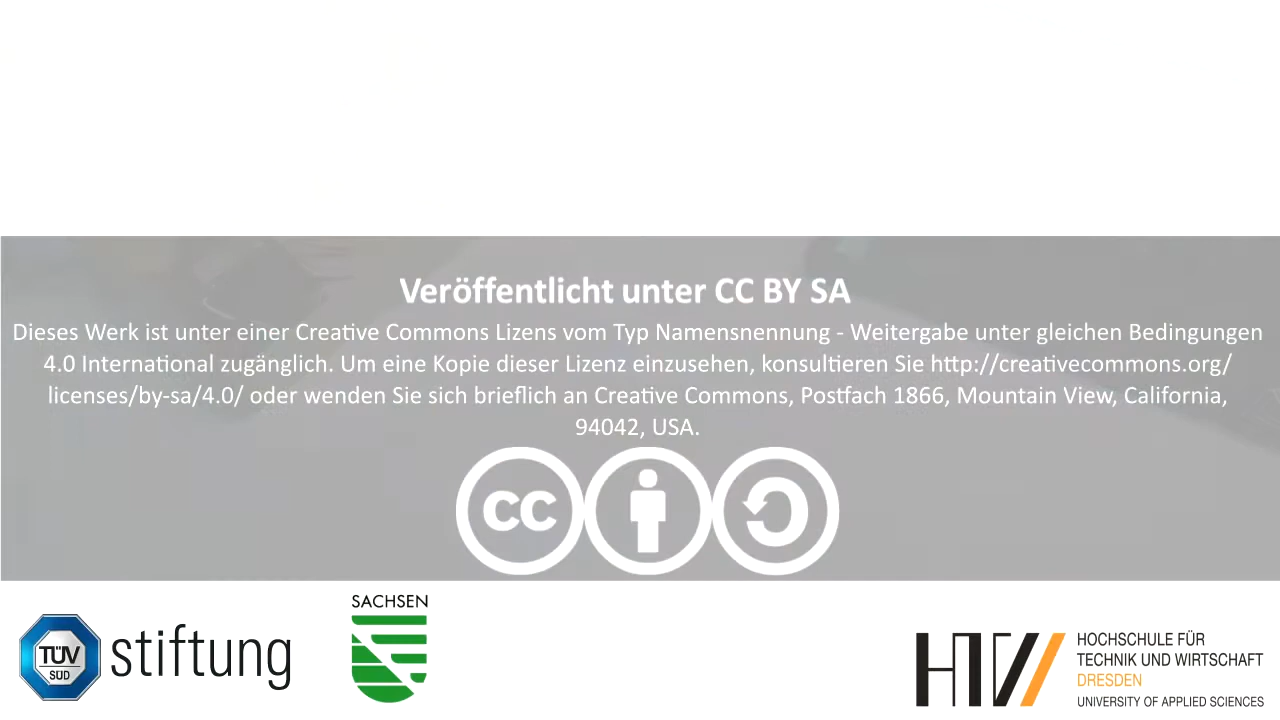 Veröffentlicht unter CC BY SA
Dieses Werk ist unter einer Creative Commons Lizens vom Typ Namensnennung - Weitergabe unter gleichen Bedingungen
4.0 International zugänglich. Um eine Kopie dieser Lizenz einzusehen, konsultieren Sie http://creativecommons.org/
licenses/by-sa/4.0/ oder wenden Sie sich brieflich an Creative Commons, Postfach 1866, Mountain View, California,
94042, USA.
cc
TÜV
SÜD
stiftung
SACHSEN
HTW
HOCHSCHULE FÜR
TECHNIK UND WIRTSCHAFT
DRESDEN
UNIVERSITY OF APPLIED SCIENCES